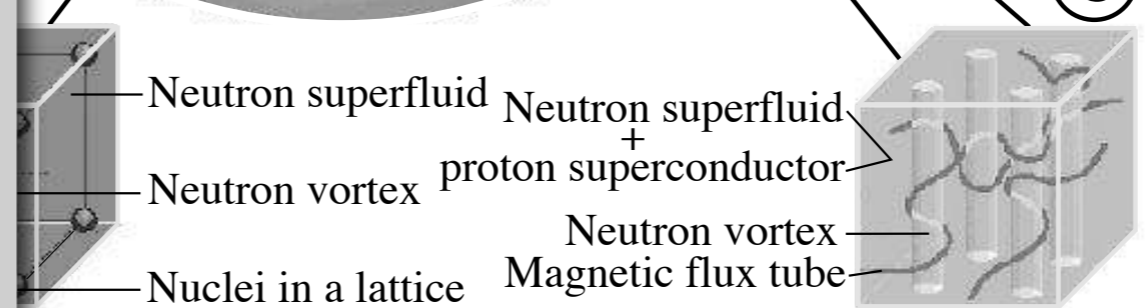 Neutron superfluid
Neutron vortex
Nuclei in a lattice
Neutron superfluid
+
proton superconductor
Neutron vortex
Magnetic flux tube